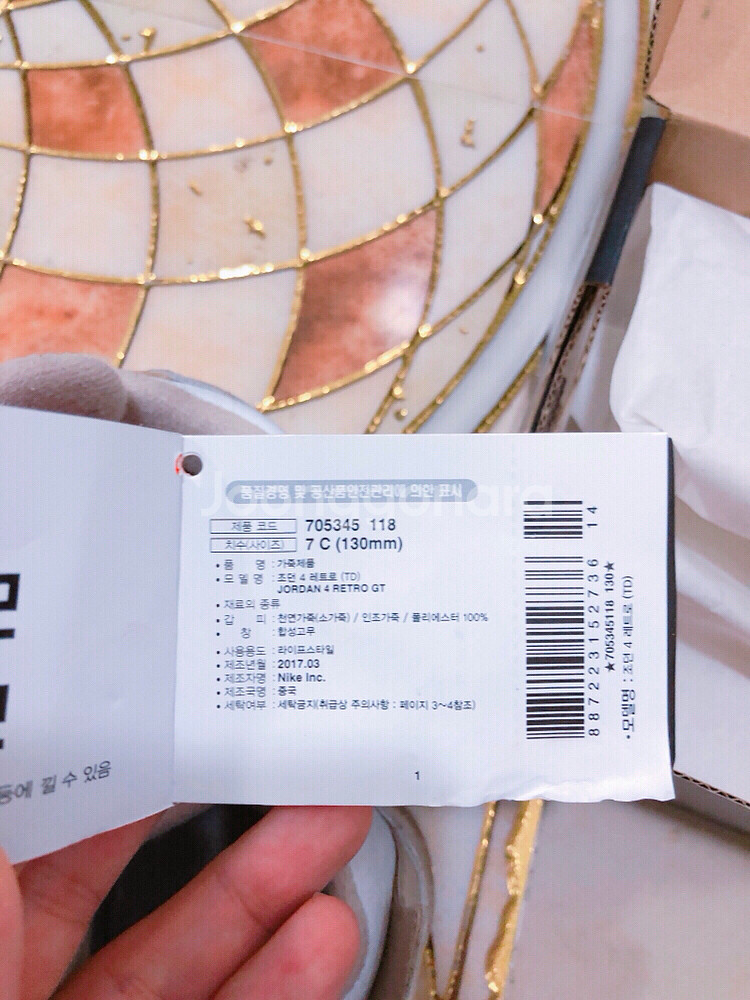 품질경영 및 공산품안전관리에 의한 표시
제품 코드 705345 118
치수(사이즈) 7 C (130mm)
• 품 명 : 가죽제품
• 모 델 명 : 조던 4 레트로 (TD)
JORDAN 4 RETRO GT
• 재료의 종류
• 갑 피 : 천연가죽(소가죽) / 인조가죽 / 폴리에스터 100%
• 창 : 합성고무
• 사용용도 : 라이프스타일
• 제조년월 : 2017.03
• 제조자명 : Nike Inc.
• 제조국명 : 중국
• 세탁여부 : 세탁금지(취급상 주의사항 : 페이지 3~4참조)
1
14
887223152736
★705345118 130★
•모델명 : 조던 4 레트로 (TD)
등에 낄 수 있음
Joonggonara